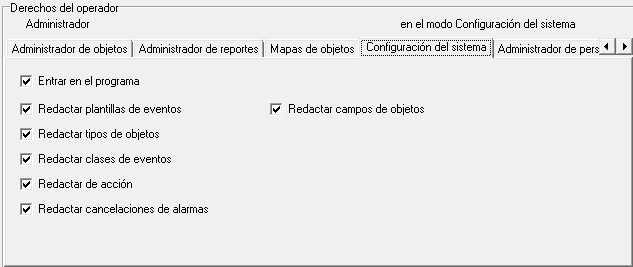 Derechos del operador
Administrador en el modo Configuración del sistema
Administrador de objetos Administrador de reportes Mapas de objetos Configuración del sistema Administrador de pers
Entrar en el programa
Redactar plantillas de eventos Redactar campos de objetos
Redactar tipos de objetos
Redactar clases de eventos
Redactar de acción
Redactar cancelaciones de alarmas